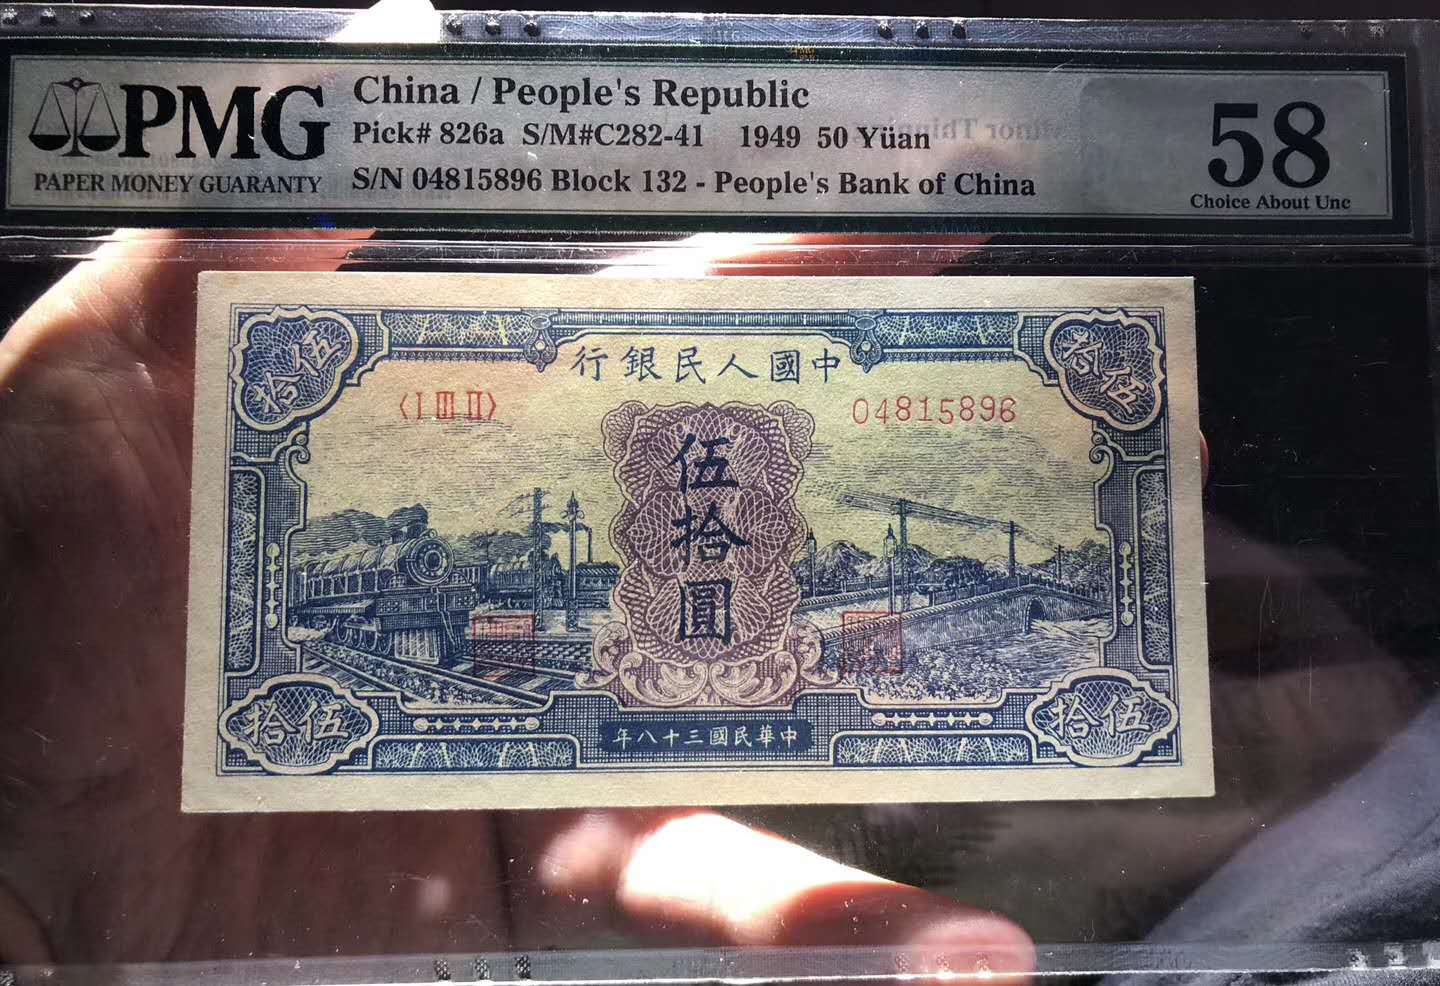 PMG
PAPER MONEY GUARANTY
China / People's Republic
Pick# 826a S/M#C282-41 1949 50 Yüan
S/N 04815896 Block 132 - People's Bank of China
58
Choice About Unc
行銀民人國中
拾伍
拾伍
〈I III II〉
04815896
伍
拾
圓
拾伍
拾伍
年八十三國民華中